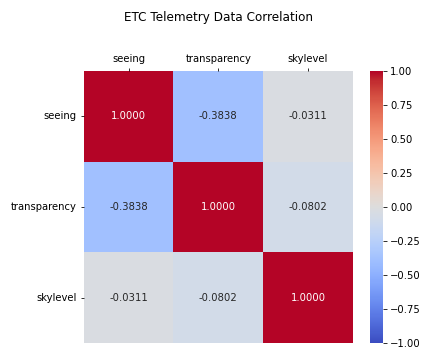 ETC Telemetry Data Correlation
seeing transparency skylevel
seeing 1.0000 -0.3838 -0.0311
transparency -0.3838 1.0000 -0.0802
skylevel -0.0311 -0.0802 1.0000
1.00
0.75
0.50
0.25
0.00
−0.25
−0.50
−0.75
−1.00